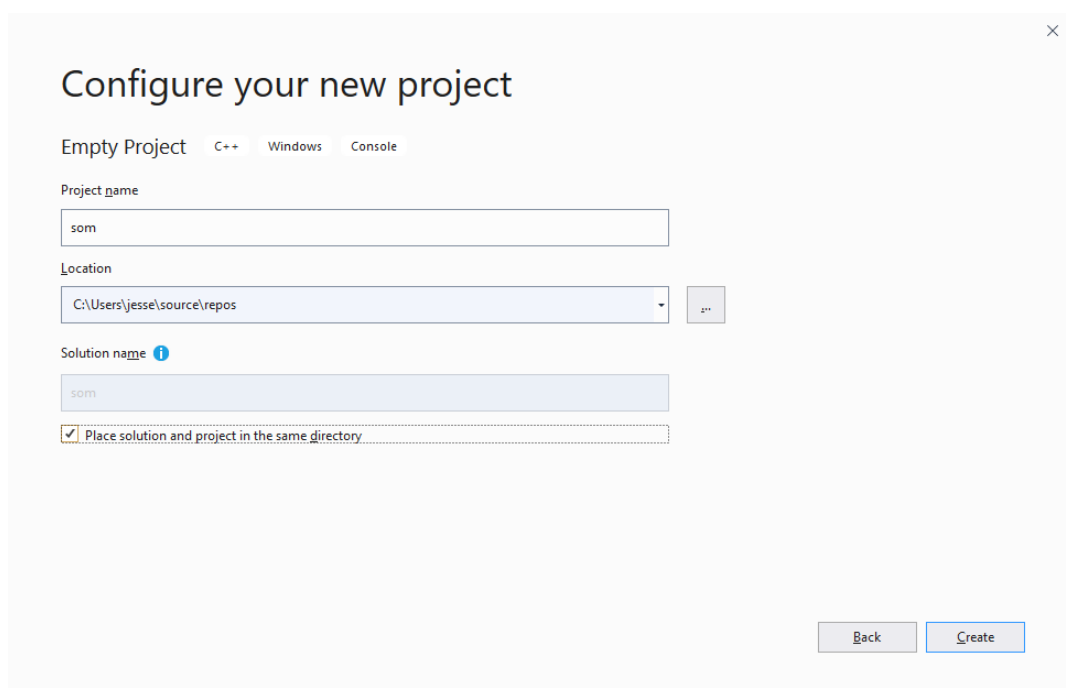 Configure your new project
Empty Project C++ Windows Console
Project name
som
Location
C:\Users\jesse\source\repos
...
Solution name
som
Place solution and project in the same directory
Back Create